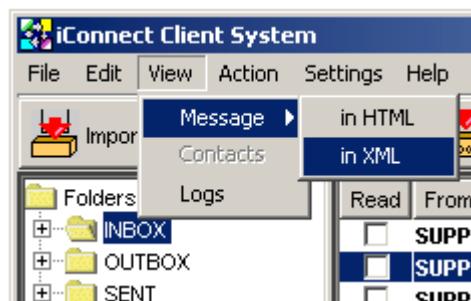 iConnect Client System
File Edit View Action Settings Help
Message in HTML
Contacts in XML
Logs
Folders Read
INBOX SUPP
OUTBOX SUPP
SENT SUPP